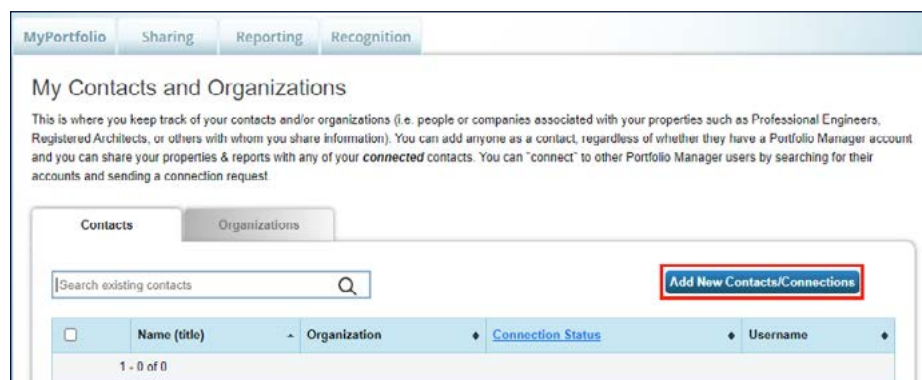 MyPortfolio Sharing Reporting Recognition
My Contacts and Organizations
This is where you keep track of your contacts and/or organizations (i.e. people or companies associated with your properties such as Professional Engineers,
Registered Architects, or others with whom you share information). You can add anyone as a contact, regardless of whether they have a Portfolio Manager account
and you can share your properties & reports with any of your connected contacts. You can "connect" to other Portfolio Manager users by searching for their
accounts and sending a connection request
Contacts Organizations
Search existing contacts Add New Contacts/Connections
Name (title) Organization Connection Status Username
1 - 0 of 0